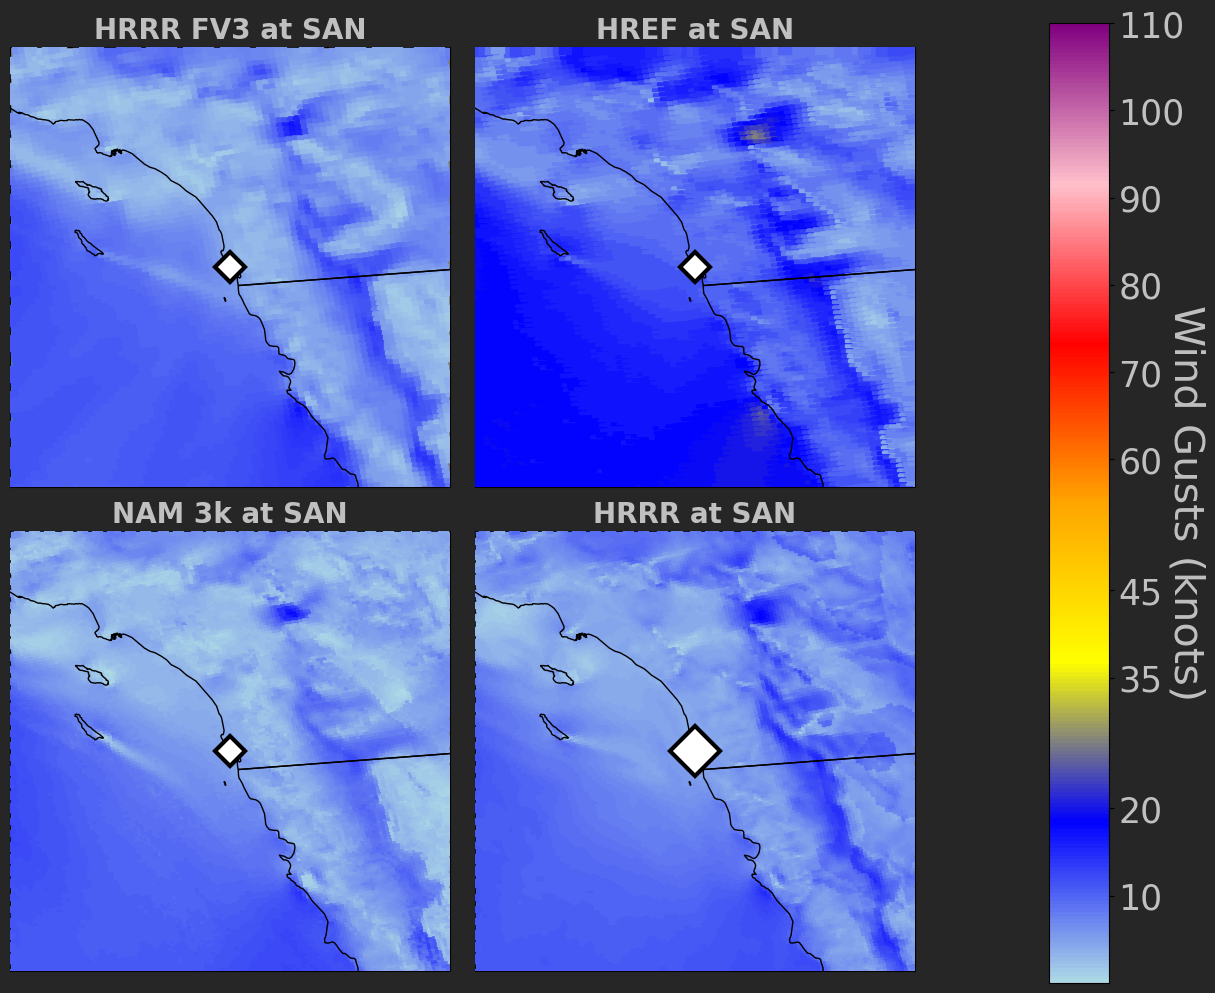 HRRR FV3 at SAN
HREF at SAN
NAM 3k at SAN
HRRR at SAN
110
100
90
80
70
60
45
35
20
10
Wind Gusts (knots)